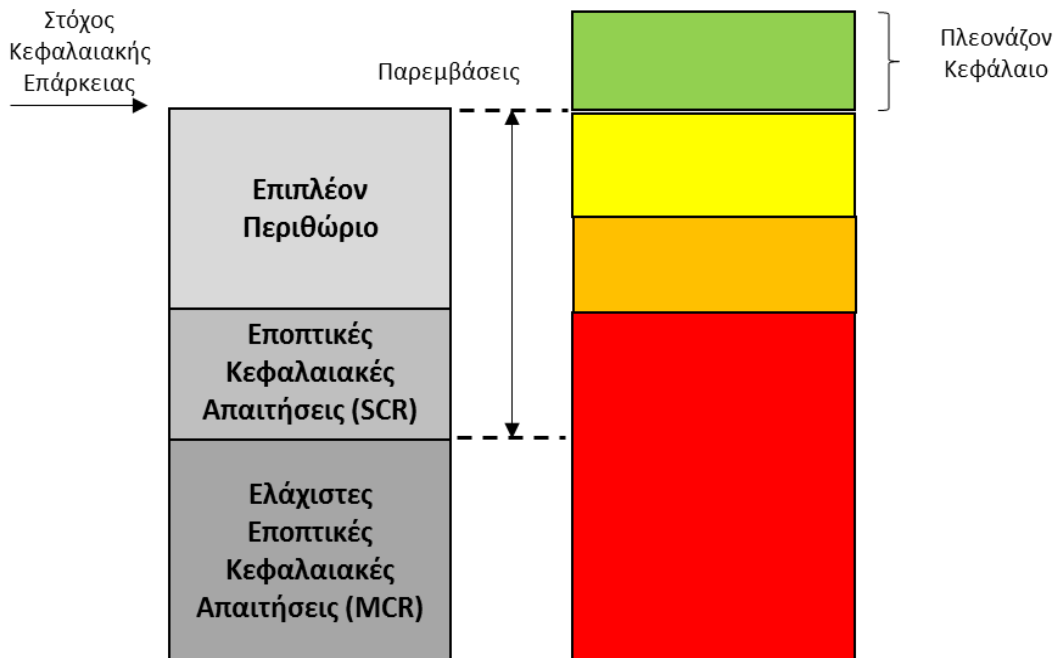 Στόχος
Κεφαλαιακής
Επάρκειας
Παρεμβάσεις
Πλεονάζον
Κεφάλαιο
Επιπλέον
Περιθώριο
Εποπτικές
Κεφαλαιακές
Απαιτήσεις (SCR)
Ελάχιστες
Εποπτικές
Κεφαλαιακές
Απαιτήσεις (MCR)